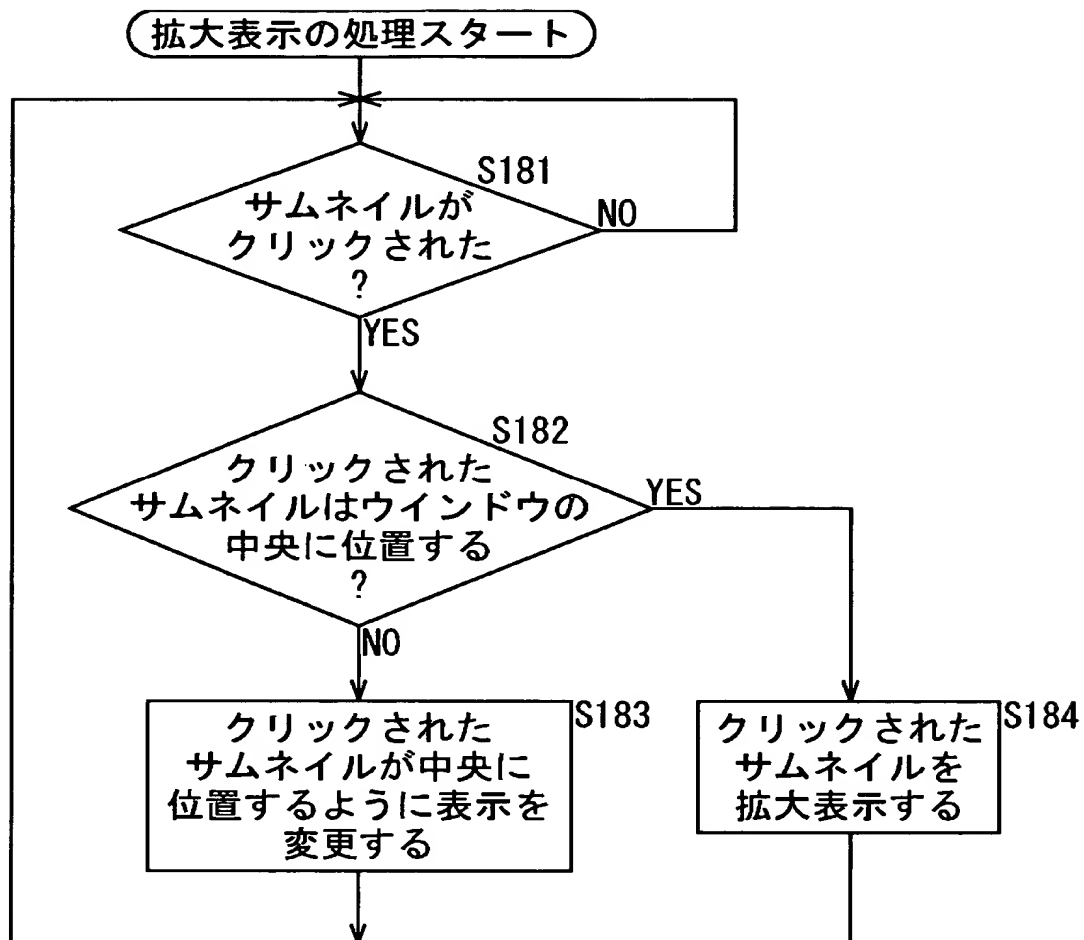 拡大表示の処理スタート
S181
サムネイルが
クリックされた
?
NO
YES
S182
クリックされた
サムネイルはウインドウの
中央に位置する
?
YES
NO
S183
クリックされた
サムネイルが中央に
位置するように表示を
変更する
S184
クリックされた
サムネイルを
拡大表示する